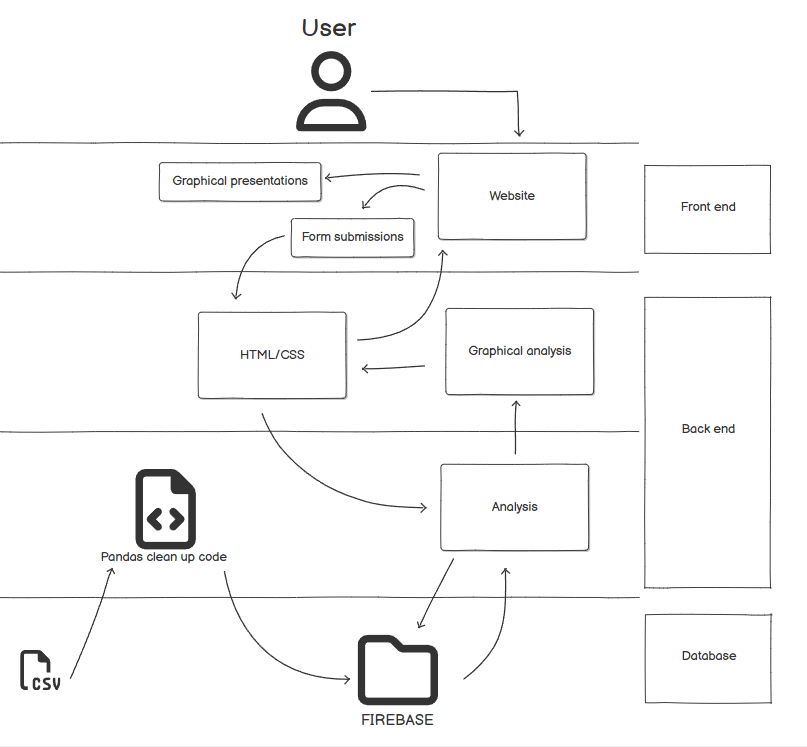 User
Graphical presentations
Website
Front end
Form submissions
HTML/CSS
Graphical analysis
Back end
Analysis
Pandas clean up code
CSV
Database
FIREBASE